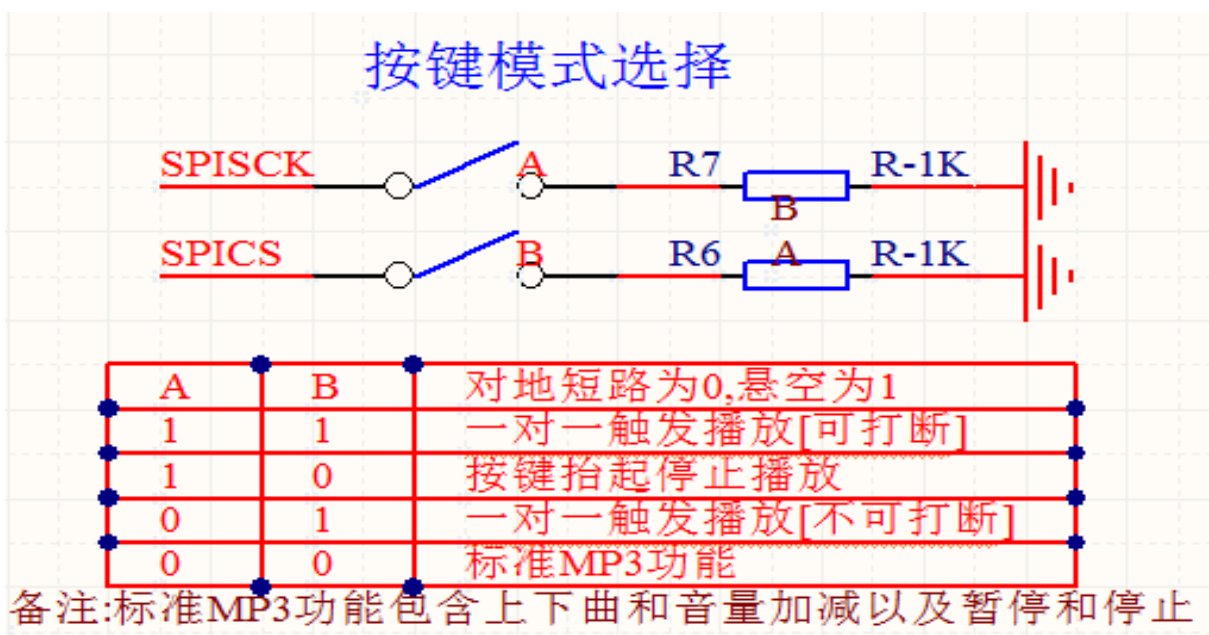 按键模式选择
SPISCK A R7 R-1K
B
SPICS B R6 A R-1K
A B 对地短路为0,悬空为1
1 1 一对一触发播放[可打断]
1 0 按键抬起停止播放
0 1 一对一触发播放[不可打断]
0 0 标准MP3功能
备注:标准MP3功能包含上下曲和音量加减以及暂停和停止